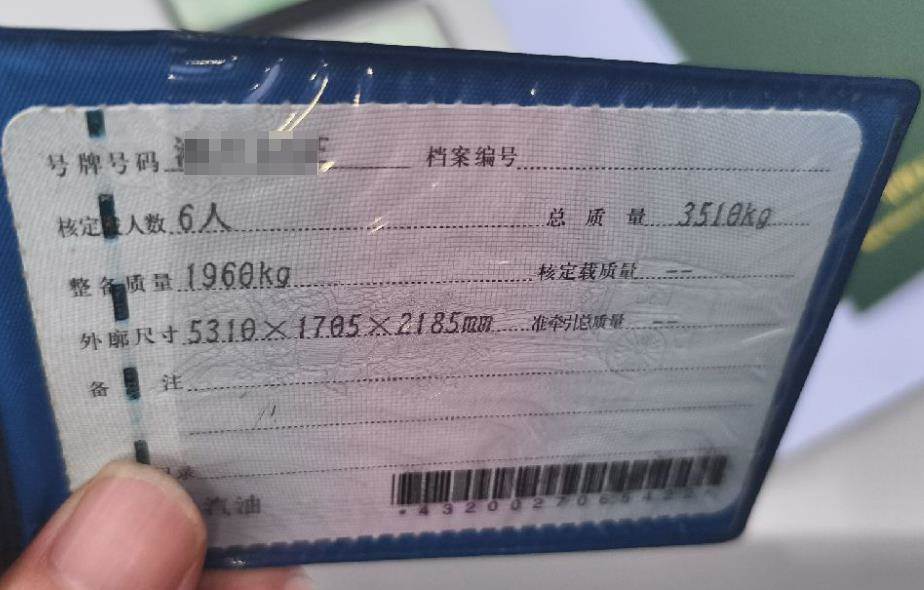 号牌号码 档案编号
核定载人数 6人 总质量 3510kg
整备质量 1960kg 核定载质量 --
外廓尺寸 5310×1705×2185mm 准牵引总质量 --
备注
录
汽油